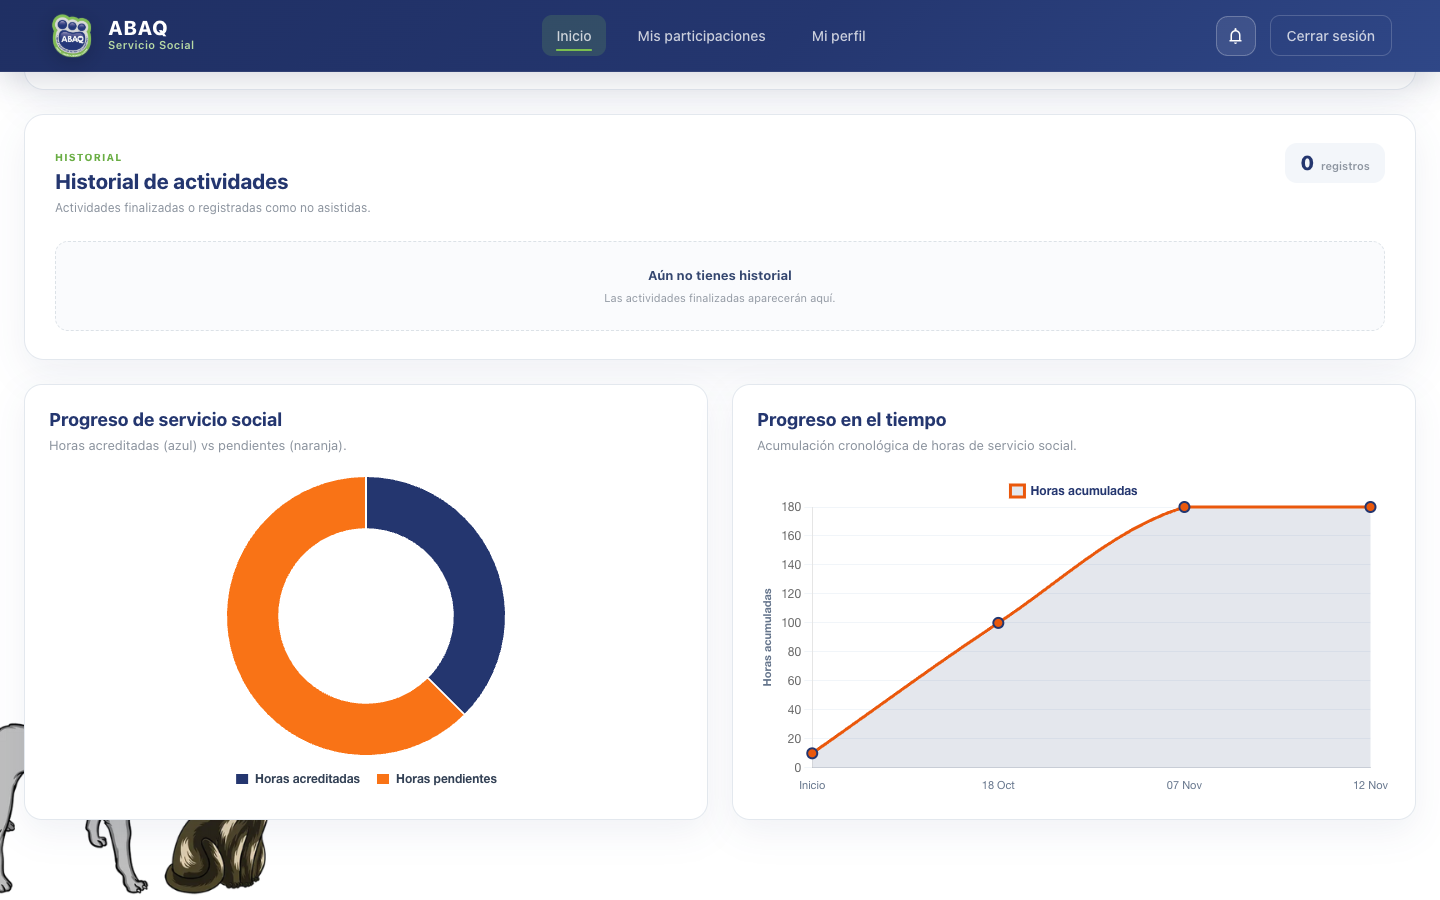 ABAQ
ABAQ
Servicio Social
Inicio
Mis participaciones
Mi perfil
Cerrar sesión
HISTORIAL
Historial de actividades
Actividades finalizadas o registradas como no asistidas.
0 registros
Aún no tienes historial
Las actividades finalizadas aparecerán aquí.
Progreso de servicio social
Horas acreditadas (azul) vs pendientes (naranja).
Horas acreditadas
Horas pendientes
Progreso en el tiempo
Acumulación cronológica de horas de servicio social.
Horas acumuladas
Horas acumuladas
180
160
140
120
100
80
60
40
20
0
Inicio
18 Oct
07 Nov
12 Nov